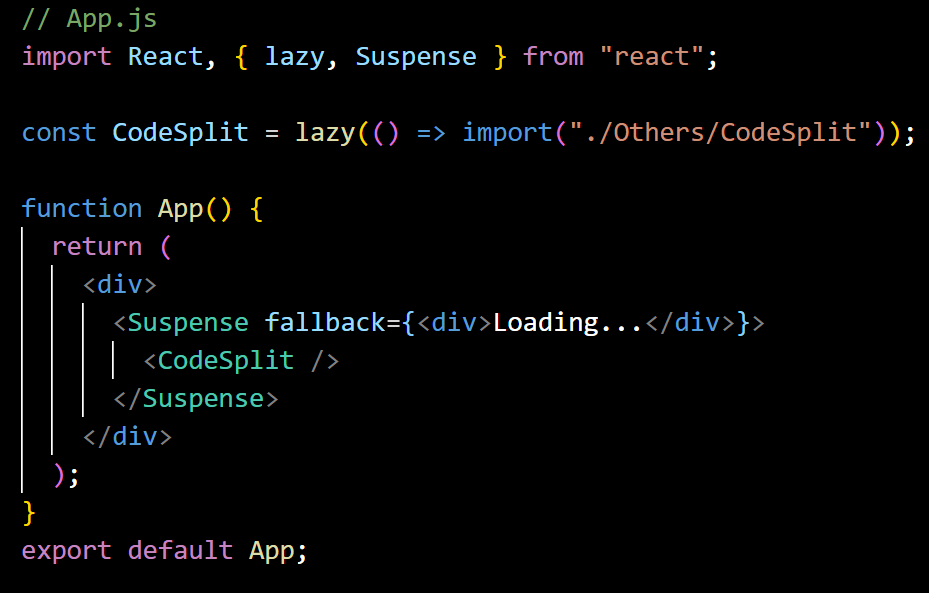 // App.js
import React, { lazy, Suspense } from "react";
const CodeSplit = lazy(() => import("./Others/CodeSplit"));
function App() {
return (
<div>
<Suspense fallback={<div>Loading...</div>}>
<CodeSplit />
</Suspense>
</div>
);
}
export default App;